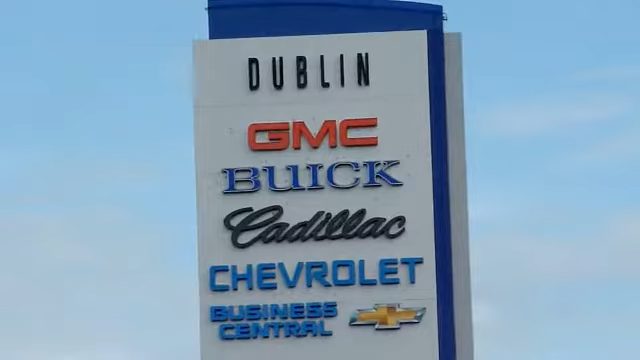 DUBLIN
GMC
BUICK
Cadillac
CHEVROLET
BUSINESS
CENTRAL